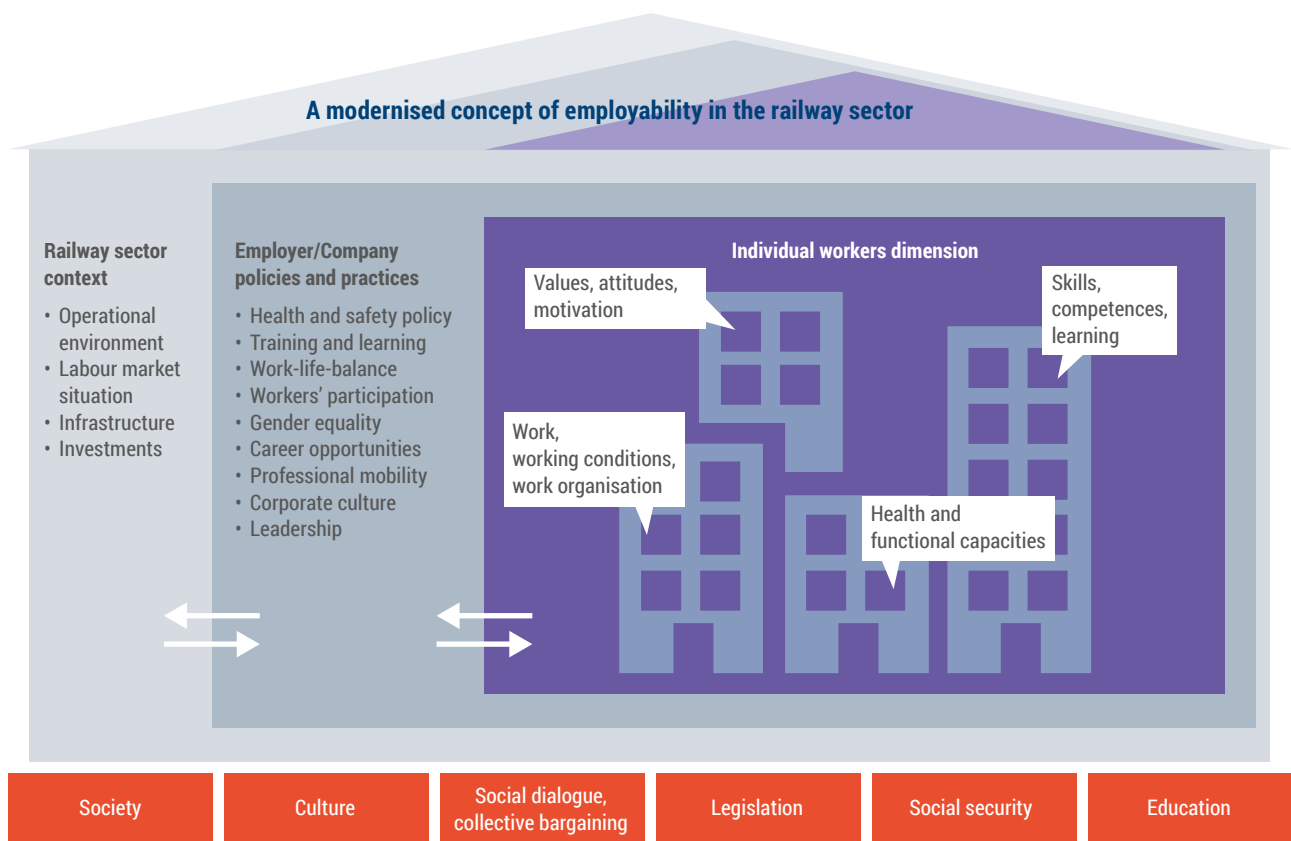 A modernised concept of employability in the railway sector
Railway sector
context
• Operational
environment
• Labour market
situation
• Infrastructure
• Investments
Employer/Company
policies and practices
• Health and safety policy
• Training and learning
• Work-life-balance
• Workers' participation
• Gender equality
• Career opportunities
• Professional mobility
• Corporate culture
• Leadership
Individual workers dimension
Values, attitudes,
motivation
Skills,
competences,
learning
Work,
working conditions,
work organisation
Health and
functional capacities
Society
Culture
Social dialogue,
collective bargaining
Legislation
Social security
Education